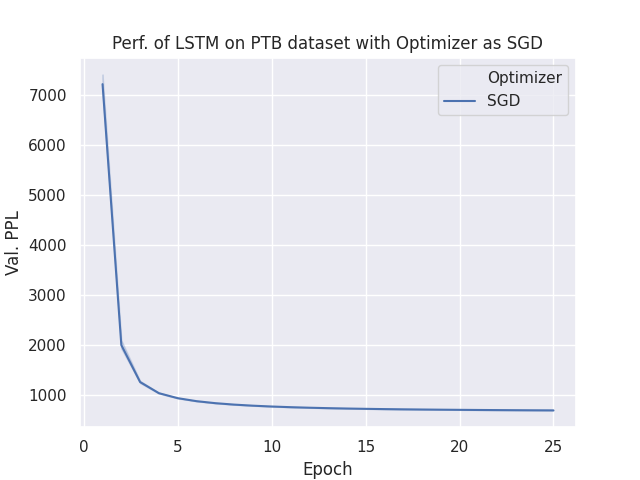 Perf. of LSTM on PTB dataset with Optimizer as SGD
Optimizer
SGD
7000
6000
5000
4000
3000
2000
1000
Val. PPL
0 5 10 15 20 25
Epoch